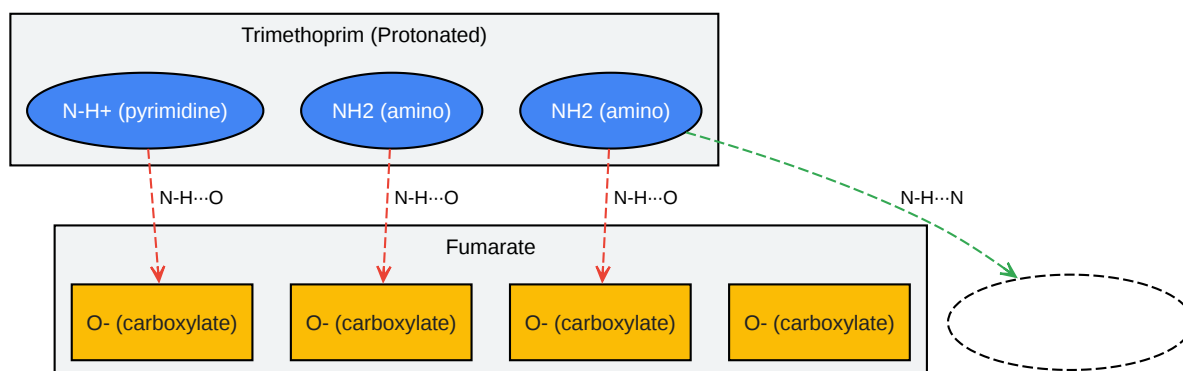 Trimethoprim (Protonated)
N-H+ (pyrimidine)
NH2 (amino)
NH2 (amino)
N-H···O
N-H···O
N-H···O
N-H···N
Fumarate
O- (carboxylate)
O- (carboxylate)
O- (carboxylate)
O- (carboxylate)